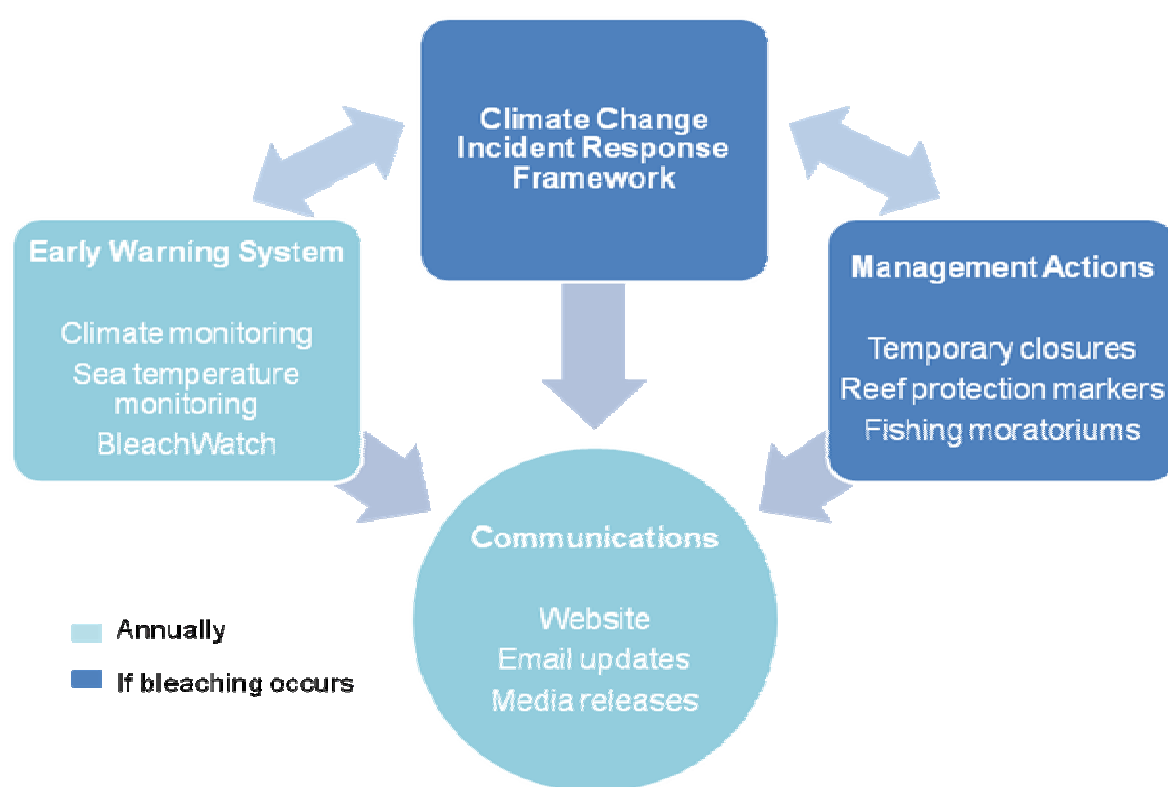 Climate Change
Incident Response
Framework
Early Warning System
Climate monitoring
Sea temperature
monitoring
BleachWatch
Management Actions
Temporary closures
Reef protection markers
Fishing moratoriums
Communications
Website
Email updates
Media releases
Annually
If bleaching occurs